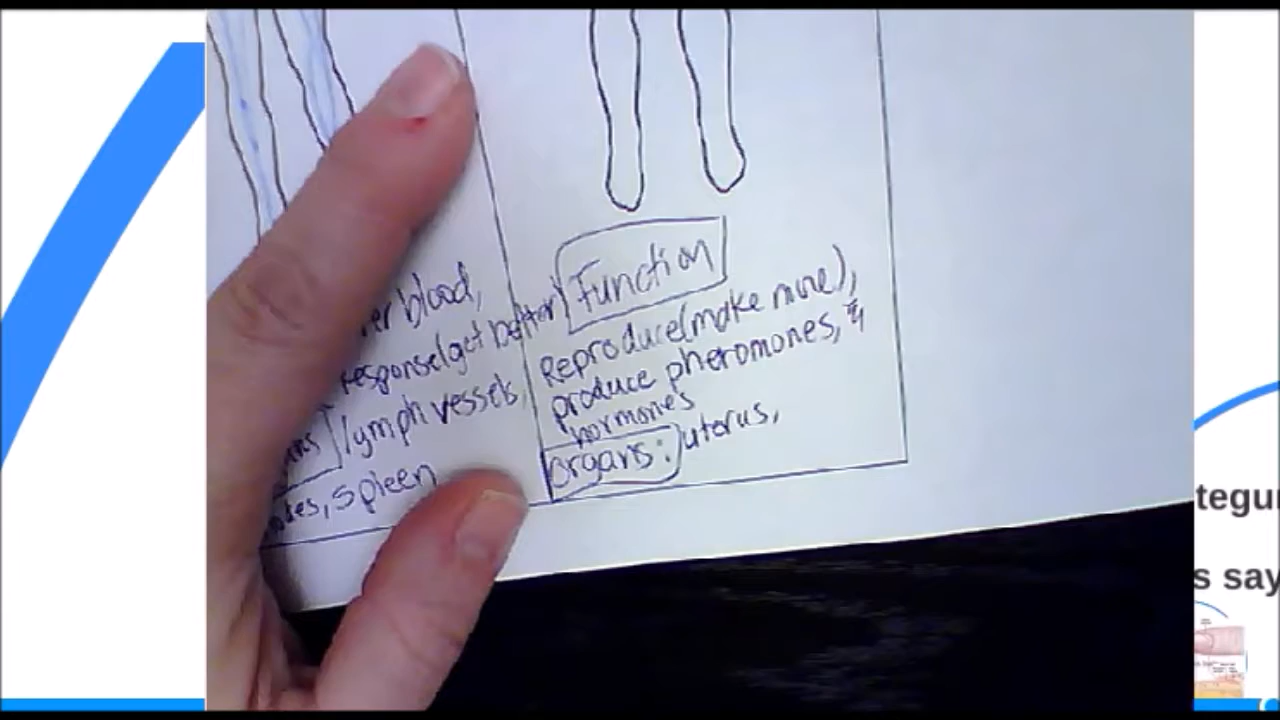 er blood,
response(get better)
lymph vessels,
spleen
Function
Reproduce(make more),
produce pheromones, &
hormones
organs: uterus,
tegu
s say